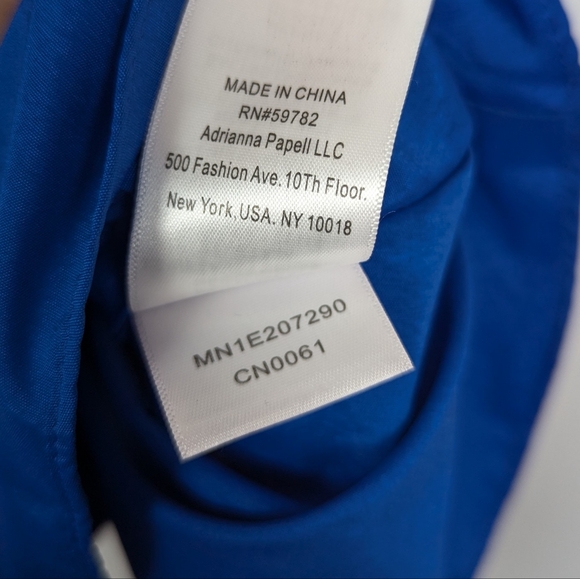 MADE IN CHINA
RN#59782
Adrianna Papell LLC
500 Fashion Ave. 10Th Floor.
New York, USA. NY 10018
MN1E207290
CN0061